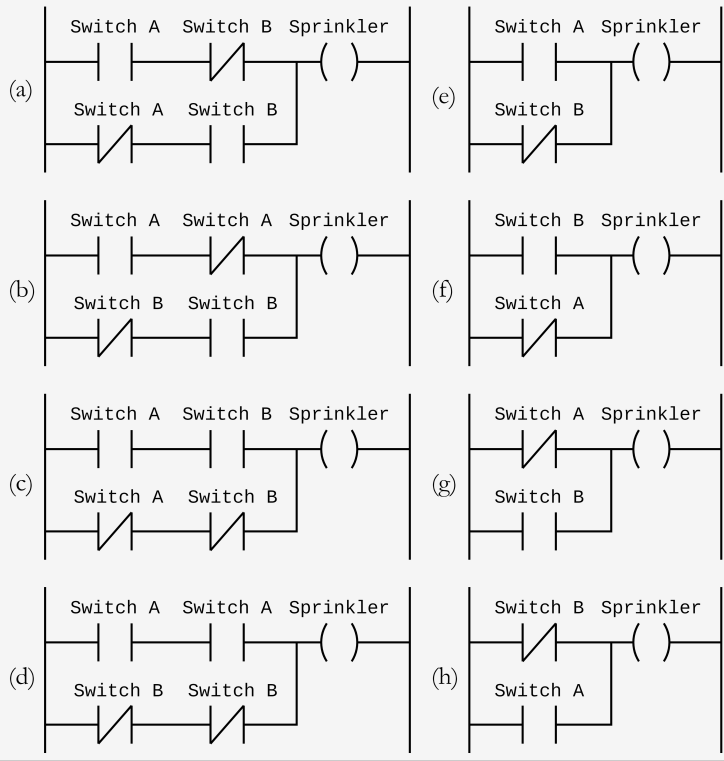 Switch A Switch B Sprinkler
(a)
Switch A Switch B
Switch A Switch A Sprinkler
(b)
Switch B Switch B
Switch A Switch B Sprinkler
(c)
Switch A Switch B
Switch A Switch A Sprinkler
(d)
Switch B Switch B
Switch A Sprinkler
(e)
Switch B
Switch B Sprinkler
(f)
Switch A
Switch A Sprinkler
(g)
Switch B
Switch B Sprinkler
(h)
Switch A